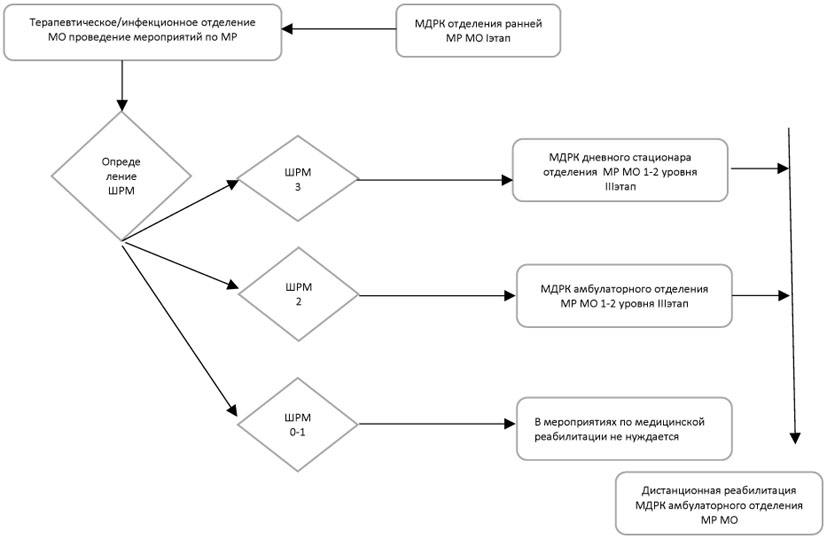 Терапевтическое/инфекционное отделение
МО проведение мероприятий по МР
МДРК отделения ранней
МР МО Iэтап
Опреде
ление
ШРМ
ШРМ
3
МДРК дневного стационара
отделения МР МО 1-2 уровня
IIIэтап
ШРМ
2
МДРК амбулаторного отделения
МР МО 1-2 уровня IIIэтап
ШРМ
0-1
В мероприятиях по медицинской
реабилитации не нуждается
Дистанционная реабилитация
МДРК амбулаторного отделения
МР МО